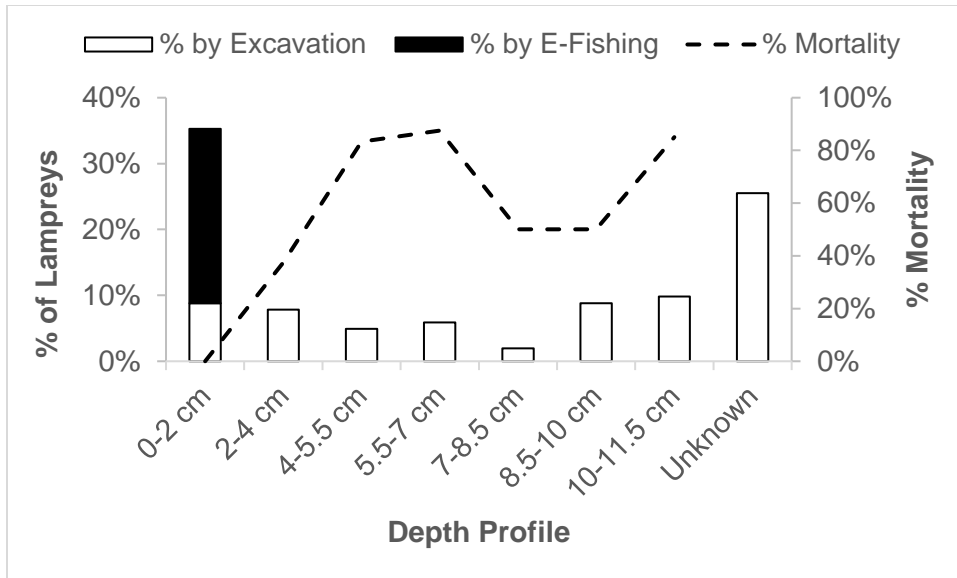 % by Excavation % by E-Fishing % Mortality
40% 100%
30% 80%
20% 60%
10% 40%
0% 20%
0%
% of Lampreys
% Mortality
0-2 cm
2-4 cm
4-5.5 cm
5.5-7 cm
7-8.5 cm
8.5-10 cm
10-11.5 cm
Unknown
Depth Profile